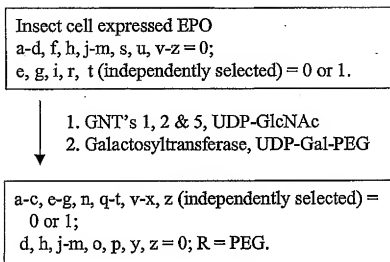 Insect cell expressed EPO
a-d, f, h, j-m, s, u, v-z = 0;
e, g, i, r, t (independently selected) = 0 or 1.
1. GNT's 1, 2 & 5, UDP-GlcNAc
2. Galactosyltransferase, UDP-Gal-PEG
a-c, e-g, n, q-t, v-x, z (independently selected) =
0 or 1;
d, h, j-m, o, p, y, z = 0; R = PEG.